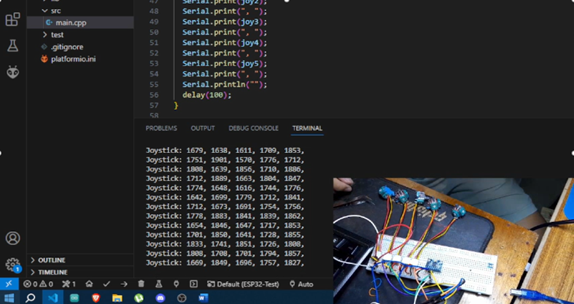 src
main.cpp
test
.gitignore
platformio.ini
OUTLINE
TIMELINE
47
Serial.print(joy2);
48 Serial.print(", ");
49 Serial.print(joy3);
50 Serial.print(", ");
51 Serial.print(joy4);
52 Serial.print(", ");
53 Serial.print(joy5);
54 Serial.print(", ");
55 Serial.println("");
56 delay(100);
57 }
58
PROBLEMS OUTPUT DEBUG CONSOLE TERMINAL
Joystick: 1679, 1638, 1611, 1709, 1853,
Joystick: 1751, 1901, 1570, 1776, 1712,
Joystick: 1808, 1639, 1856, 1710, 1886,
Joystick: 1712, 1889, 1663, 1804, 1847,
Joystick: 1774, 1648, 1616, 1744, 1776,
Joystick: 1642, 1699, 1779, 1712, 1841,
Joystick: 1712, 1673, 1691, 1754, 1756,
Joystick: 1778, 1883, 1841, 1839, 1862,
Joystick: 1654, 1846, 1647, 1717, 1853,
Joystick: 1701, 1850, 1641, 1728, 1855,
Joystick: 1833, 1741, 1851, 1726, 1808,
Joystick: 1808, 1708, 1701, 1794, 1857,
Joystick: 1669, 1849, 1696, 1757, 1827,
0 0 1 Default (ESP32-Test) Auto